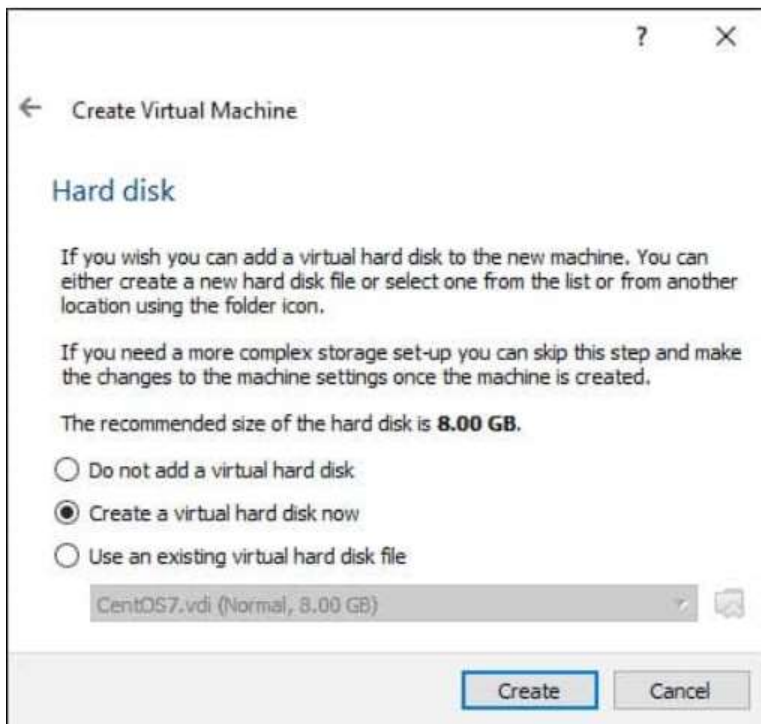 ?
Create Virtual Machine
Hard disk
If you wish you can add a virtual hard disk to the new machine. You can
either create a new hard disk file or select one from the list or from another
location using the folder icon.
If you need a more complex storage set-up you can skip this step and make
the changes to the machine settings once the machine is created.
The recommended size of the hard disk is 8.00 GB.
Do not add a virtual hard disk
Create a virtual hard disk now
Use an existing virtual hard disk file
CentOS7.vdi (Normal, 8.00 GB)
Create Cancel